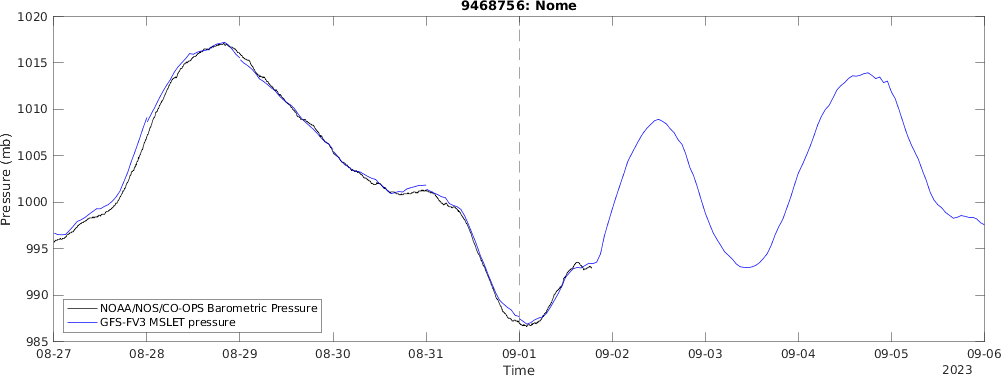 9468756: Nome
1020
1015
1010
1005
1000
995
990
985
Pressure (mb)
NOAA/NOS/CO-OPS Barometric Pressure
GFS-FV3 MSLET pressure
08-27 08-28 08-29 08-30 08-31 09-01 09-02 09-03 09-04 09-05 09-06
Time
2023